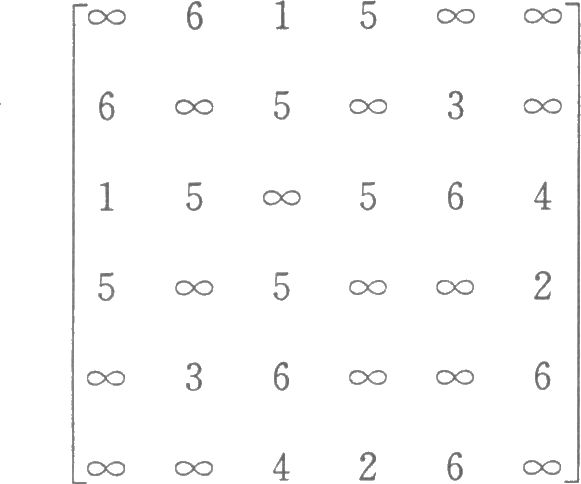 ∞ 6 1 5 ∞ ∞
6 ∞ 5 ∞ 3 ∞
1 5 ∞ 5 6 4
5 ∞ 5 ∞ ∞ 2
∞ 3 6 ∞ ∞ 6
∞ ∞ 4 2 6 ∞